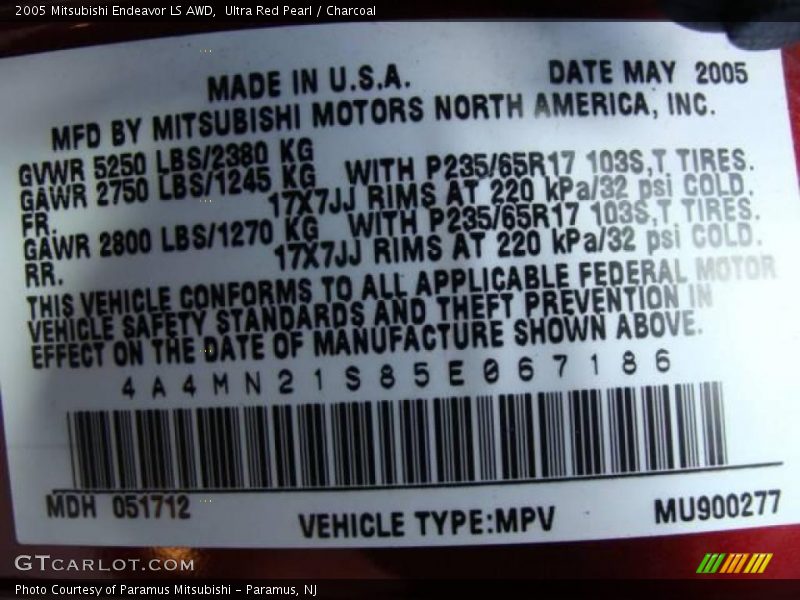 2005 Mitsubishi Endeavor LS AWD,  Ultra Red Pearl / Charcoal
MADE IN U.S.A. DATE MAY 2005
MFD BY MITSUBISHI MOTORS NORTH AMERICA, INC.
GVWR 5250 LBS/2380 KG
GAWR 2750 LBS/1245 KG WITH P235/65R17 103S,T TIRES.
FR. 17X7JJ RIMS AT 220 kPa/32 psi COLD.
GAWR 2800 LBS/1270 KG WITH P235/65R17 103S,T TIRES.
RR. 17X7JJ RIMS AT 220 kPa/32 psi COLD.
THIS VEHICLE CONFORMS TO ALL APPLICABLE FEDERAL MOTOR
VEHICLE SAFETY STANDARDS AND THEFT PREVENTION IN
EFFECT ON THE DATE OF MANUFACTURE SHOWN ABOVE.
4A4MN21S85E067186
MDH 051712
VEHICLE TYPE:MPV
MU900277
GTCARLOT.COM
Photo Courtesy of Paramus Mitsubishi - Paramus, NJ